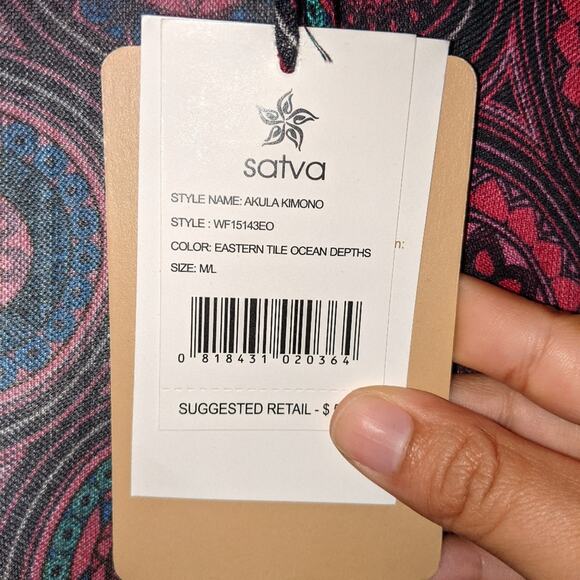 satva
STYLE NAME: AKULA KIMONO
STYLE : WF15143EO
COLOR: EASTERN TILE OCEAN DEPTHS
n:
SIZE: M/L
0 818431 020364
SUGGESTED RETAIL - $